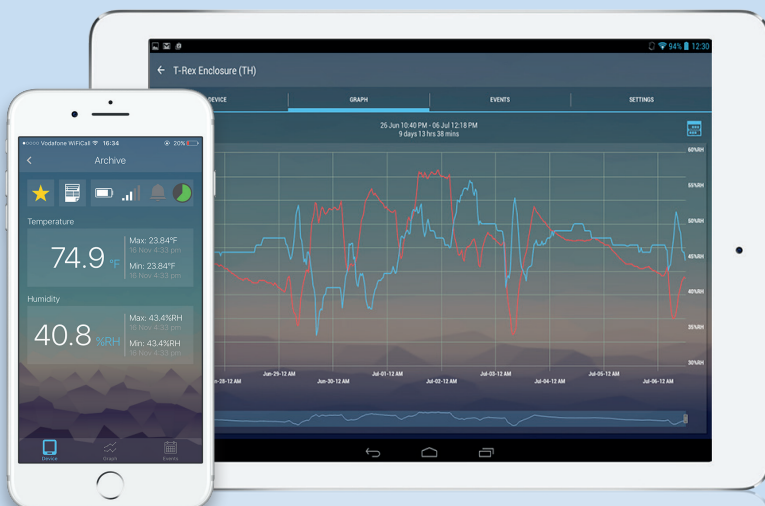 94% 12:30
T-Rex Enclosure (TH)
DEVICE GRAPH EVENTS SETTINGS
26 Jun 10:40 PM - 06 Jul 12:18 PM
9 days 13 hrs 38 mins
60%RH
55%RH
50%RH
45%RH
40%RH
35%RH
30%RH
Jun-28-12 AM
Jun-29-12 AM
Jun-30-12 AM
Jul-01-12 AM
Jul-02-12 AM
Jul-03-12 AM
Jul-04-12 AM
Jul-05-12 AM
Jul-06-12 AM
Vodafone WiFiCall 16:34 20%
Archive
Temperature
74.9 °F
Max: 23.84°F
16 Nov 4:33 pm
Min: 23.84°F
16 Nov 4:33 pm
Humidity
40.8 %RH
Max: 43.4%RH
16 Nov 4:33 pm
Min: 43.4%RH
16 Nov 4:33 pm
Device Graph Events